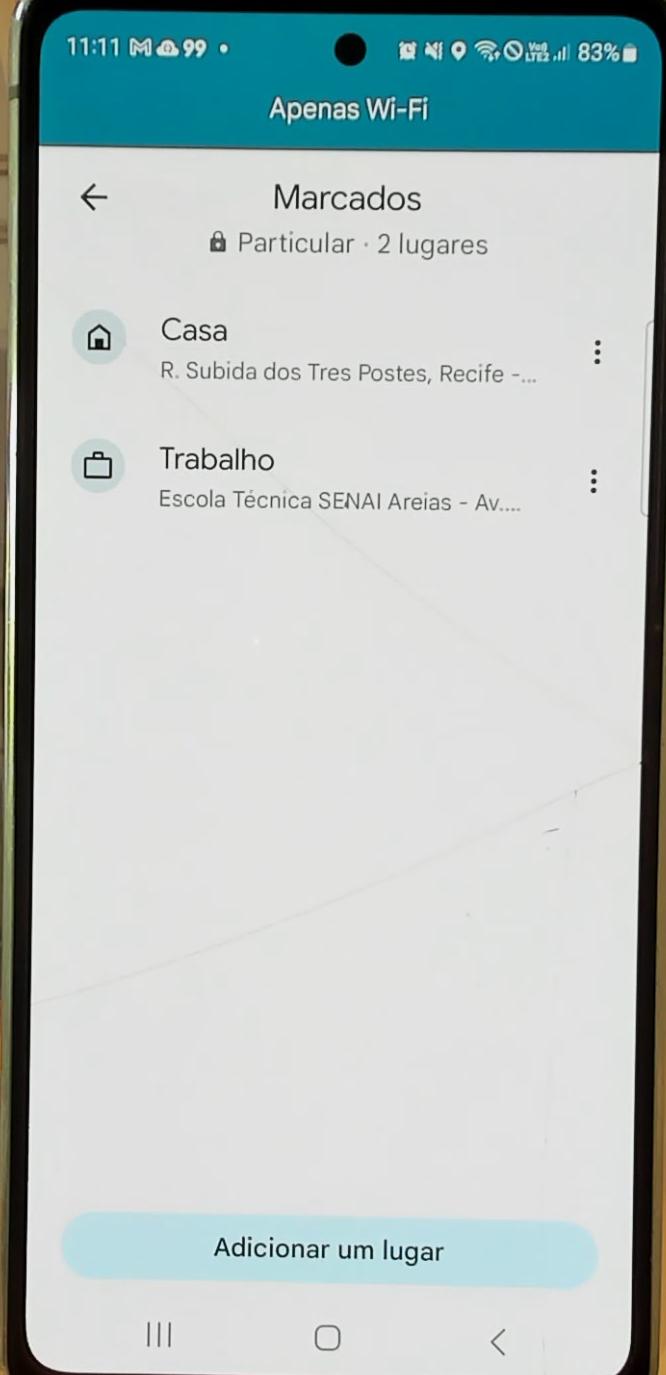 11:11 M 99 •
Vo) LTE2 83%
Apenas Wi-Fi
Marcados
Particular · 2 lugares
Casa
R. Subida dos Tres Postes, Recife -...
Trabalho
Escola Técnica SENAI Areias - Av....
Adicionar um lugar